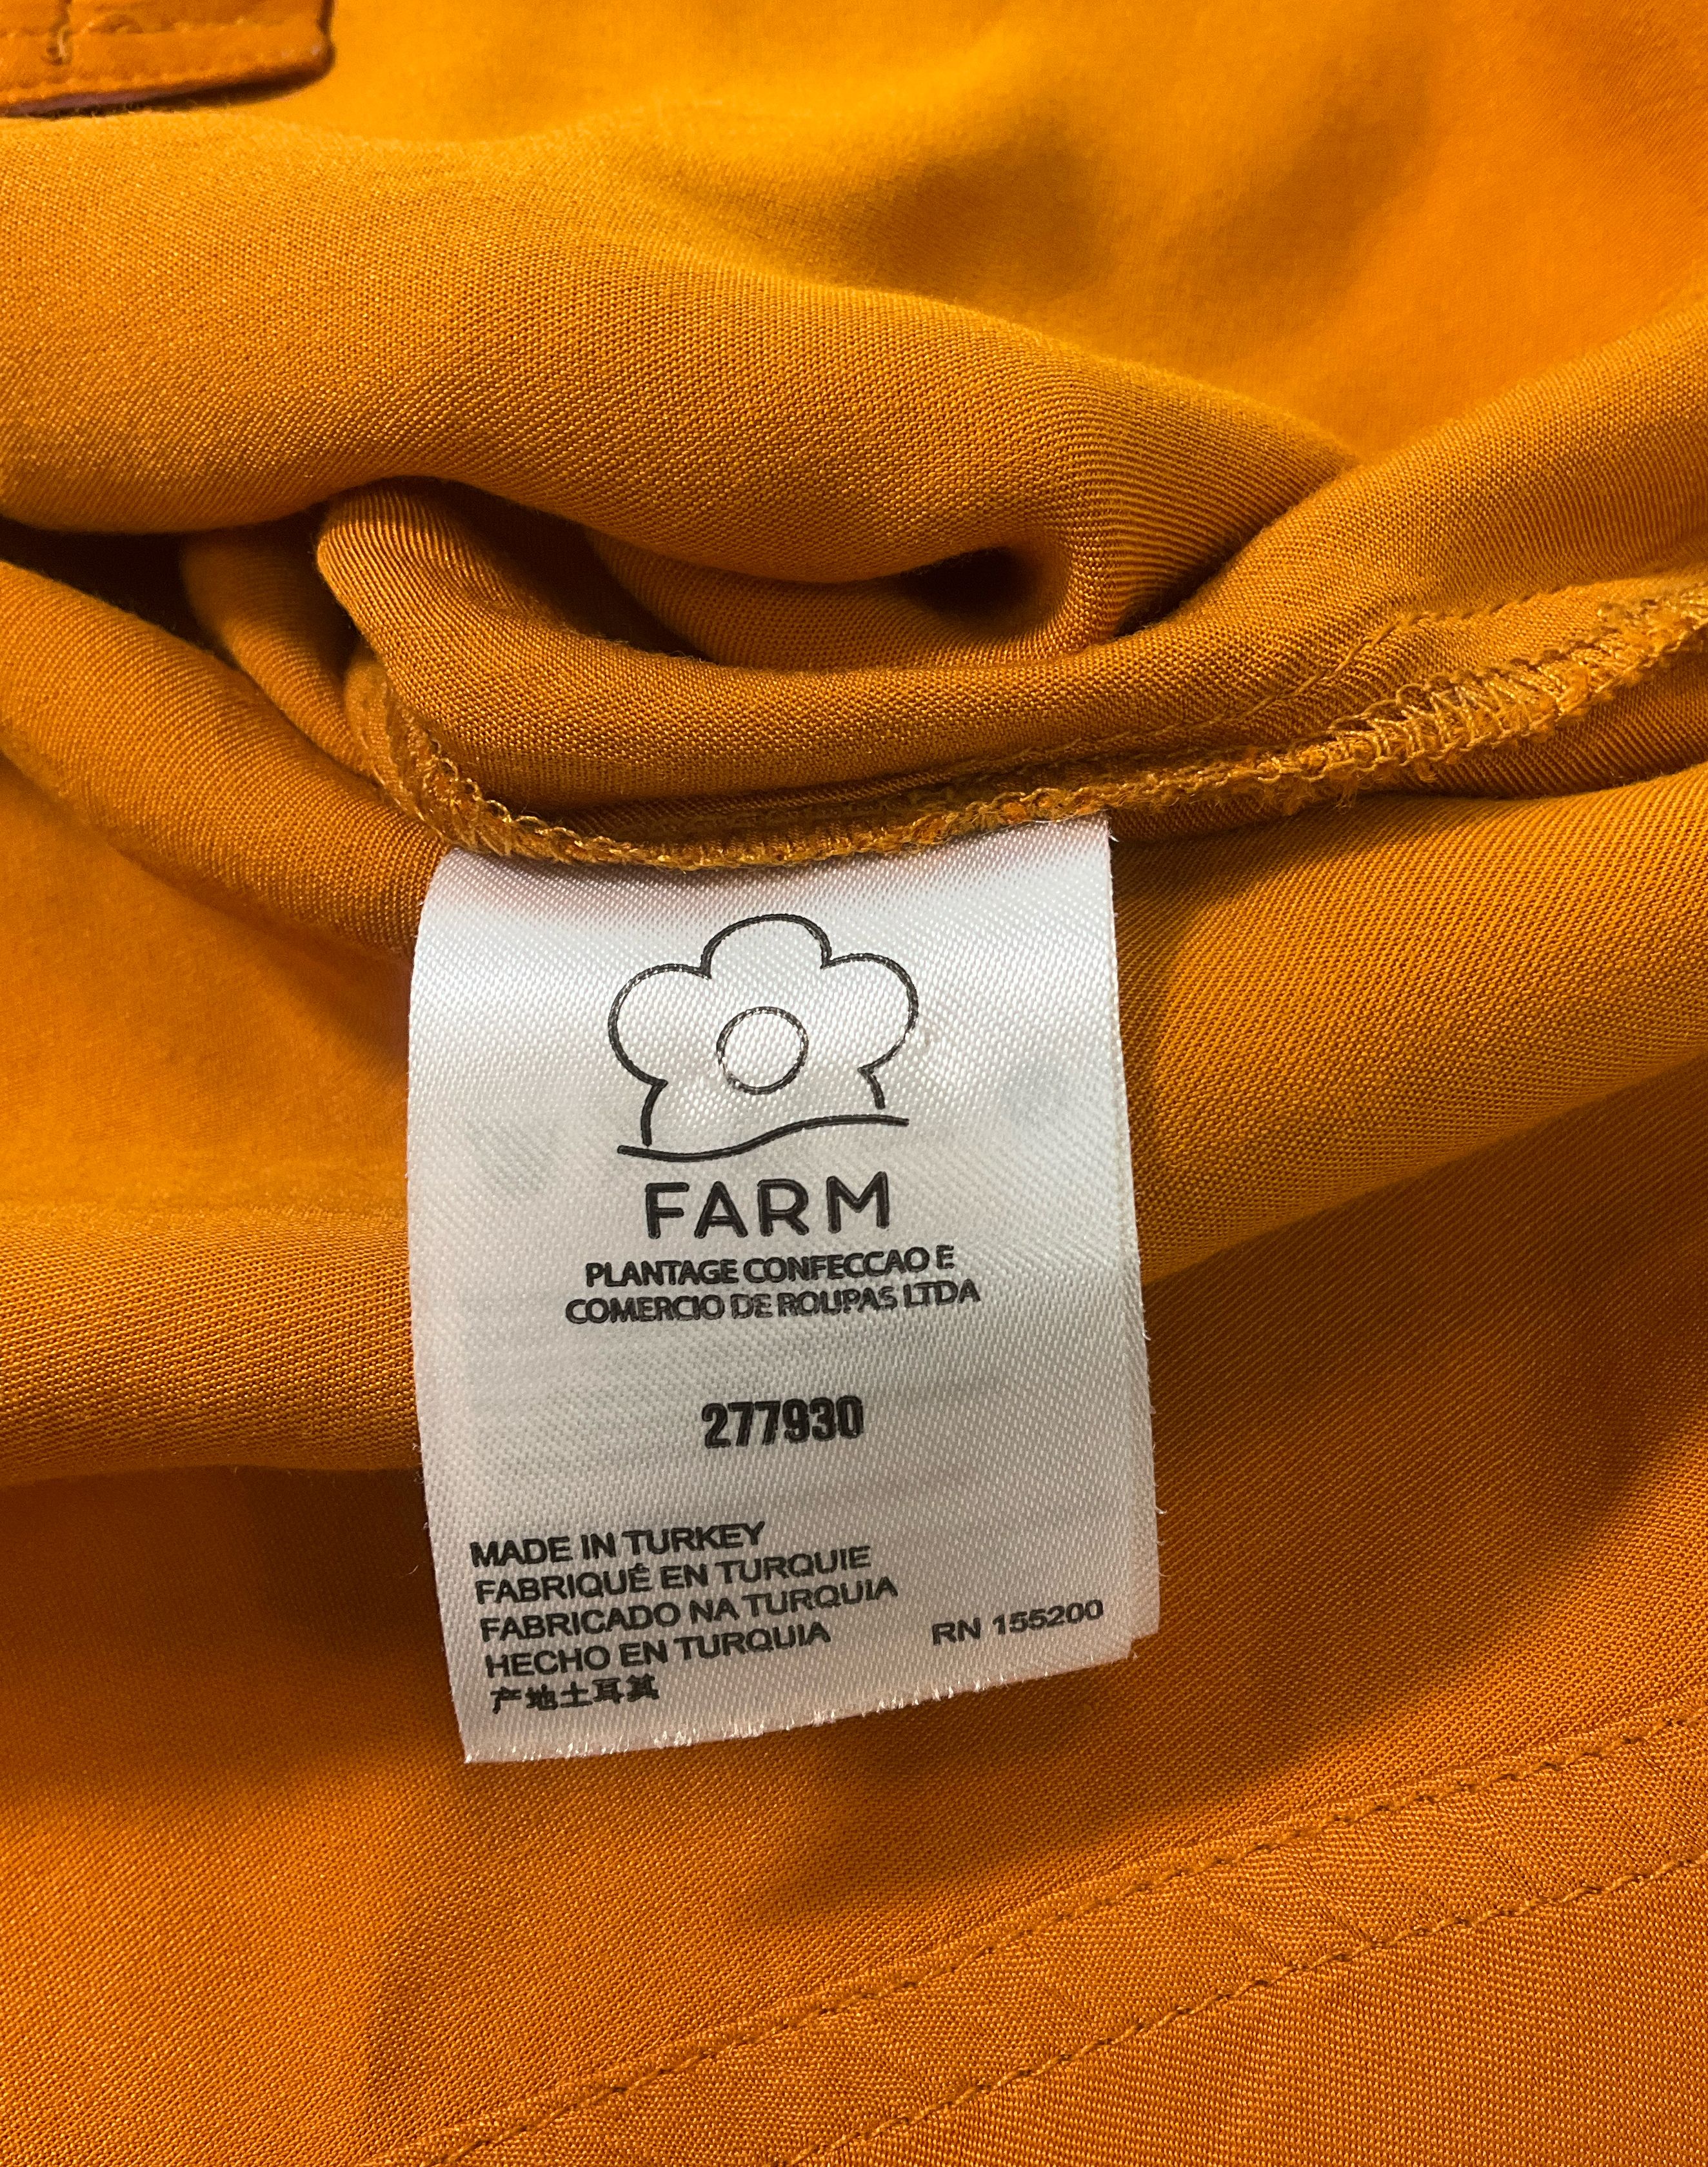 FARM
PLANTAGE CONFECCAO E
COMERCIO DE ROUPAS LTDA
277930
MADE IN TURKEY
FABRIQUÉ EN TURQUIE
FABRICADO NA TURQUIA
HECHO EN TURQUIA
RN 155200
产地土耳其